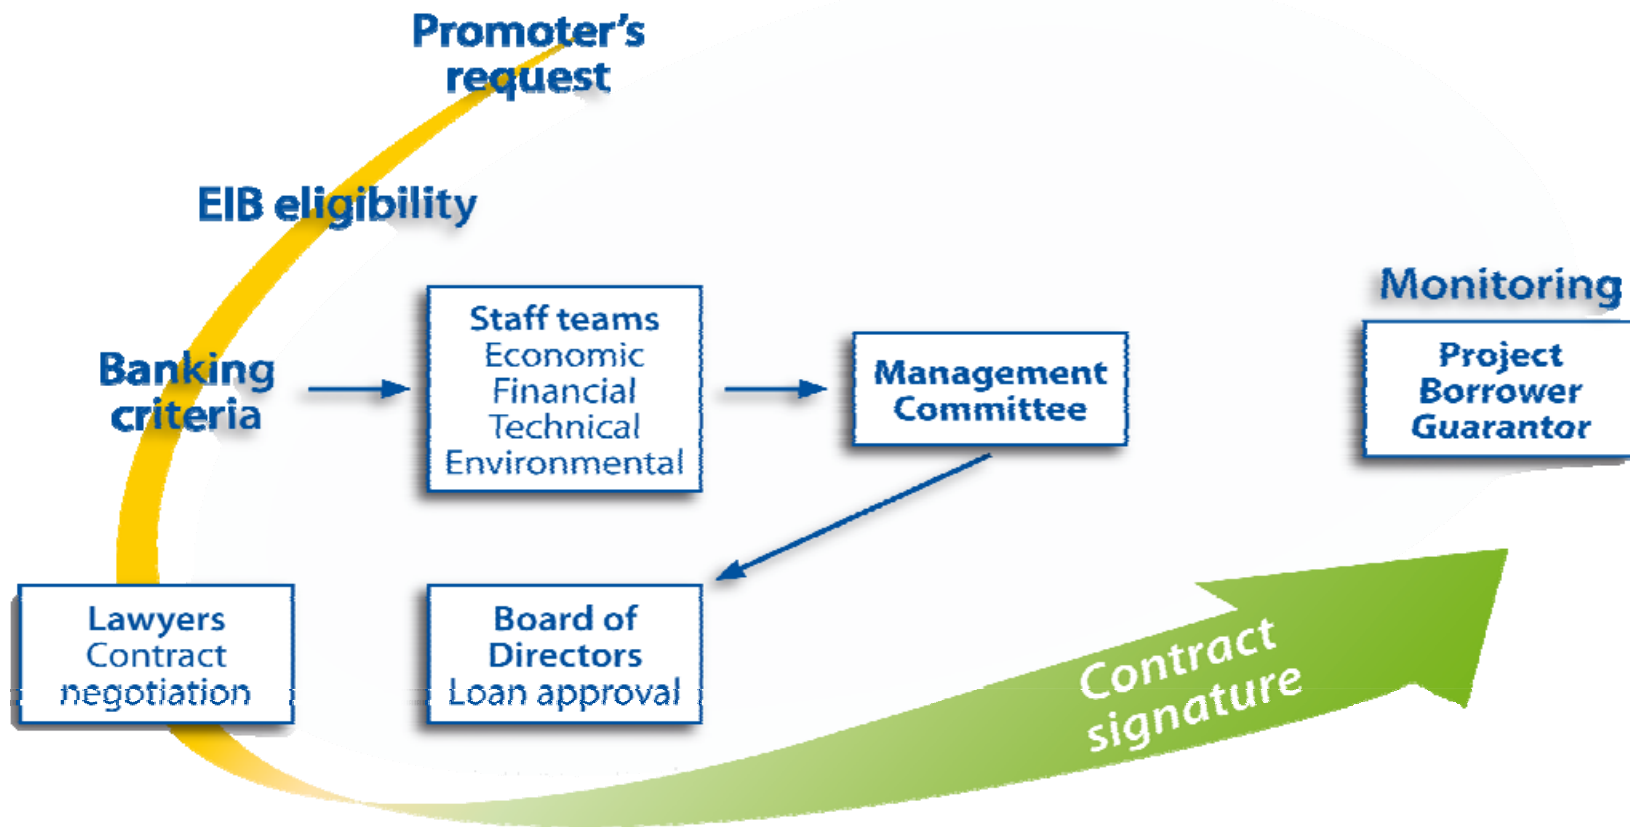 Promoter's
request
EIB eligibility
Banking
criteria
Staff teams
Economic
Financial
Technical
Environmental
Management
Committee
Monitoring
Project
Borrower
Guarantor
Lawyers
Contract
negotiation
Board of
Directors
Loan approval
Contract
signature